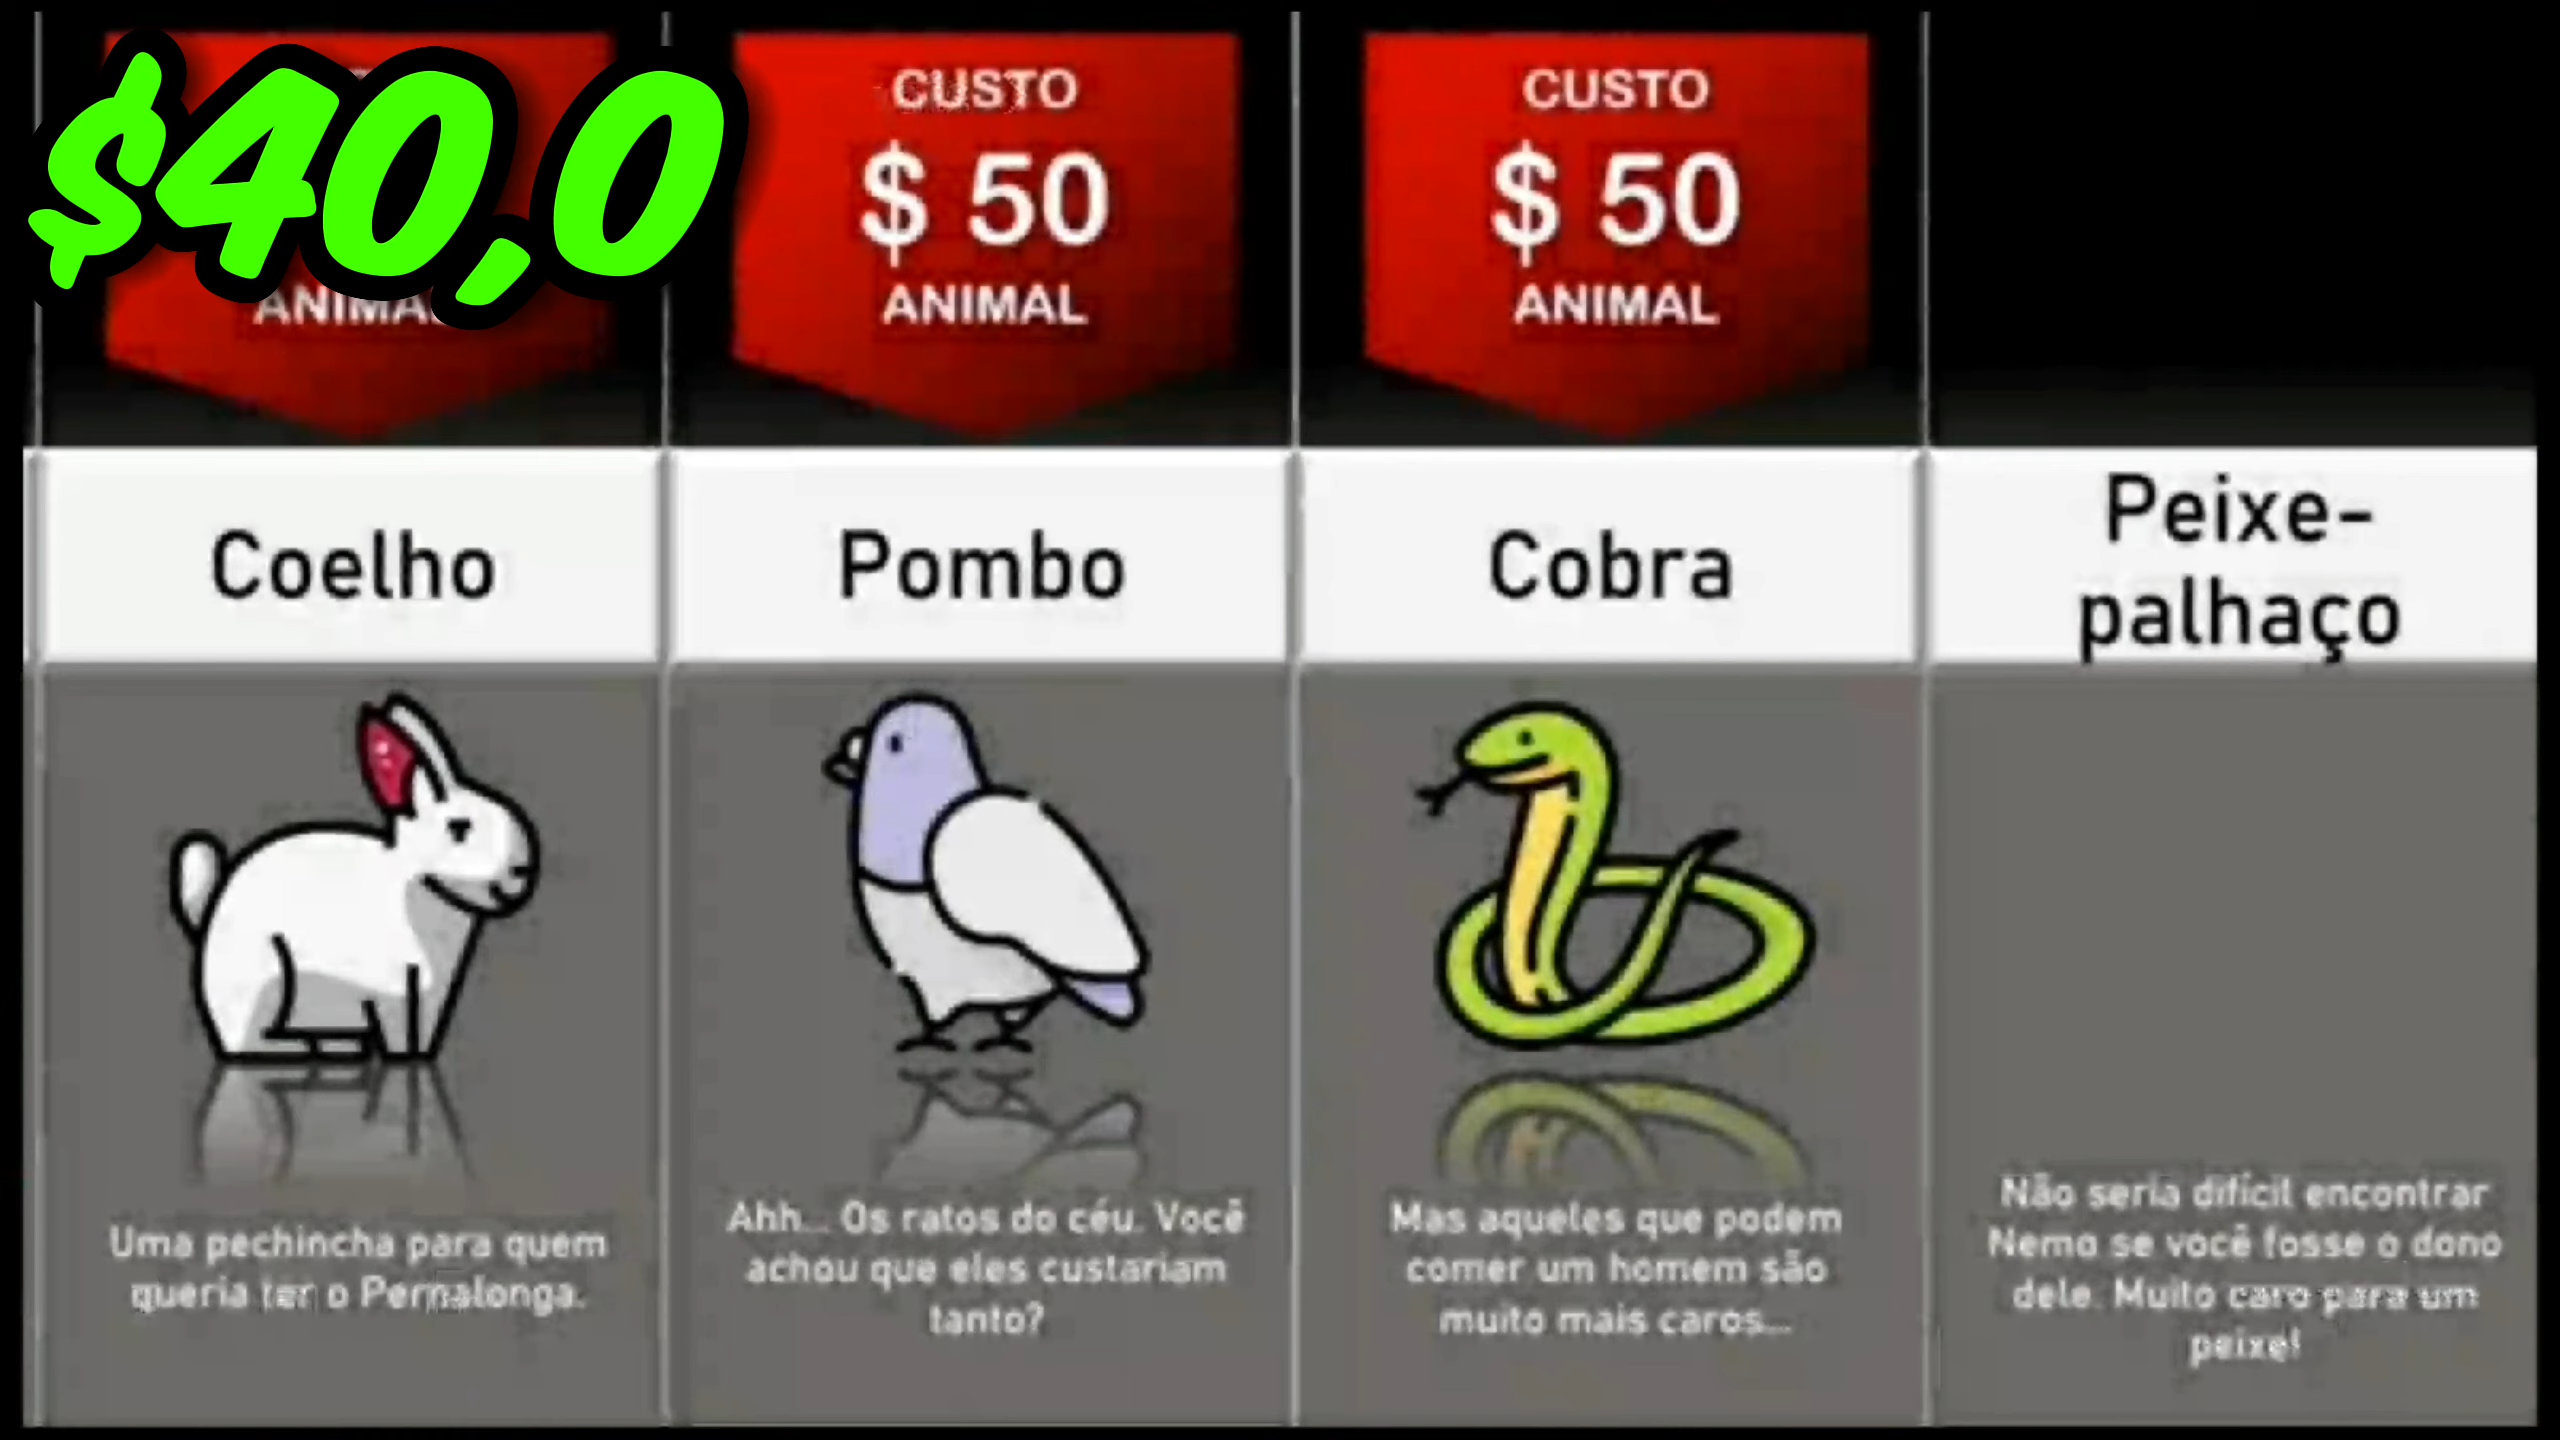 $40,0
ANIMAL
CUSTO
$ 50
ANIMAL
CUSTO
$ 50
ANIMAL
Coelho
Pombo
Cobra
Peixe-
palhaço
Uma pechincha para quem
queria ter o Pernalonga.
Ahh... Os ratos do céu. Você
achou que eles custariam
tanto?
Mas aqueles que podem
comer um homem são
muito mais caros...
Não seria difícil encontrar
Nemo se você fosse o dono
dele. Muito caro para um
peixe!